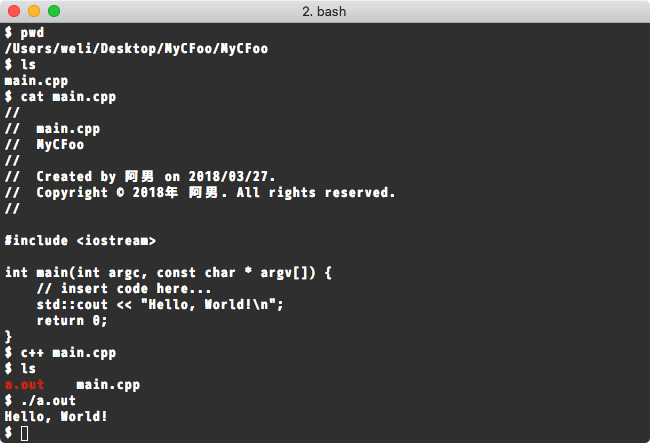 2. bash
$ pwd
/Users/weli/Desktop/MyCFoo/MyCFoo
$ ls
main.cpp
$ cat main.cpp
//
//  main.cpp
//  MyCFoo
//
//  Created by 阿男 on 2018/03/27.
//  Copyright © 2018年 阿男. All rights reserved.
//

#include <iostream>

int main(int argc, const char * argv[]) {
    // insert code here...
    std::cout << "Hello, World!\n";
    return 0;
}
$ c++ main.cpp
$ ls
a.out    main.cpp
$ ./a.out
Hello, World!
$